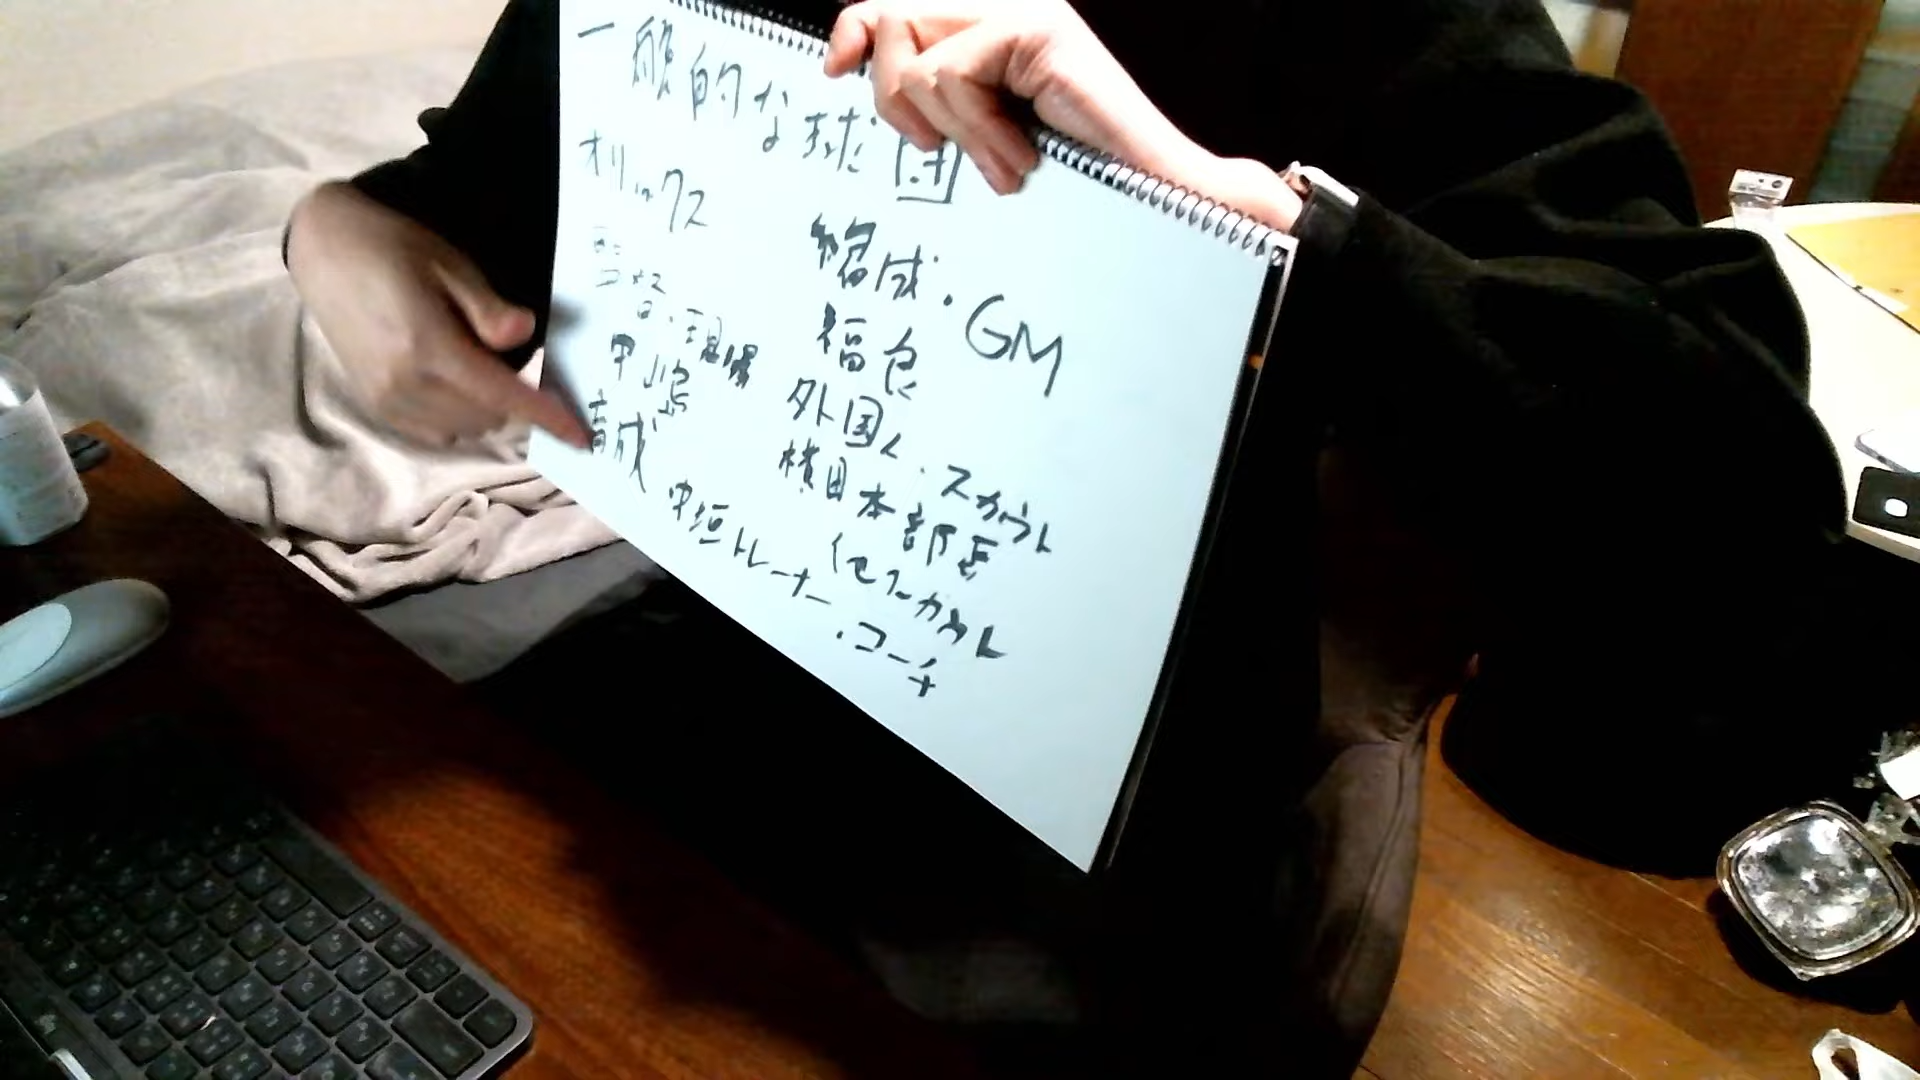 一般的な球団
オリックス
編成・GM
監督・現場
福良
中嶋
外国人・スカウト
育成
横田本部長
他スカウト
中垣トレーナー
・コーチ